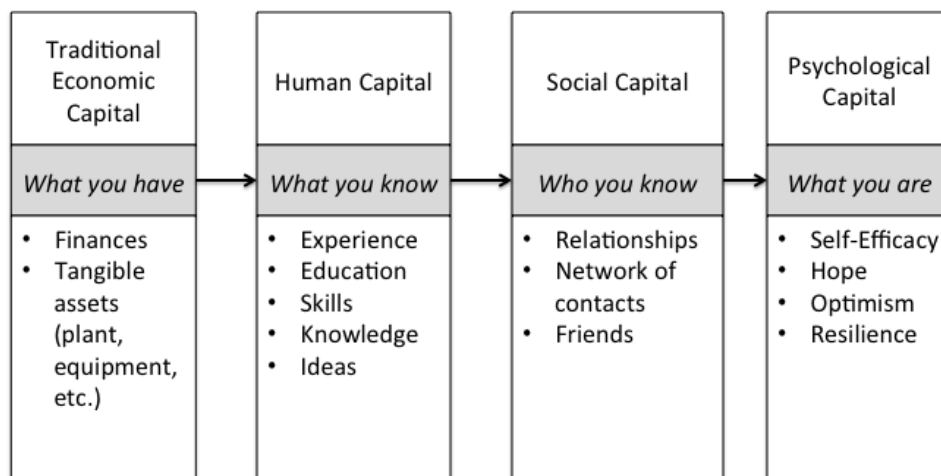 Traditional
Economic
Capital
What you have
• Finances
• Tangible
assets
(plant,
equipment,
etc.)
Human Capital
What you know
• Experience
• Education
• Skills
• Knowledge
• Ideas
Social Capital
Who you know
• Relationships
• Network of
contacts
• Friends
Psychological
Capital
What you are
• Self-Efficacy
• Hope
• Optimism
• Resilience